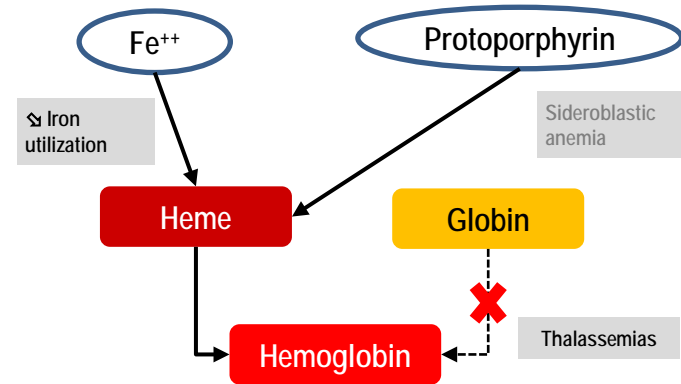 Fe⁺⁺
Protoporphyrin
⇘ Iron
utilization
Sideroblastic
anemia
Heme
Globin
Thalassemias
Hemoglobin